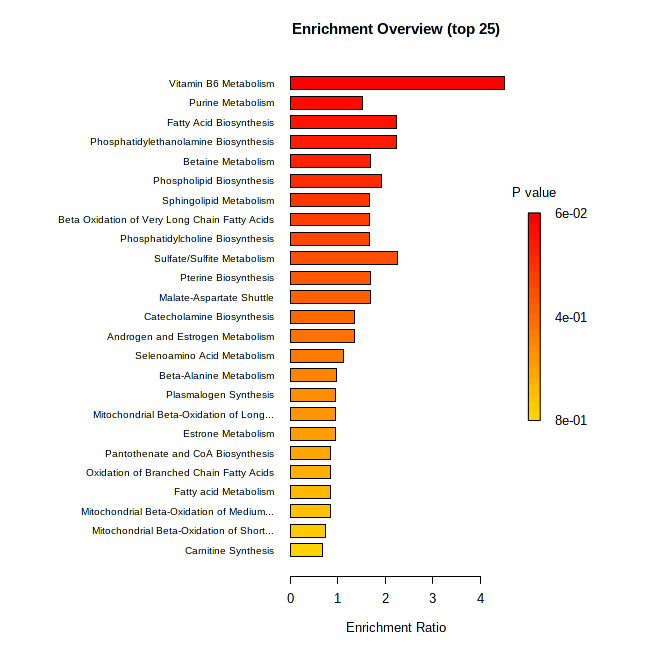 Enrichment Overview (top 25)
Vitamin B6 Metabolism
Purine Metabolism
Fatty Acid Biosynthesis
Phosphatidylethanolamine Biosynthesis
Betaine Metabolism
Phospholipid Biosynthesis
Sphingolipid Metabolism
Beta Oxidation of Very Long Chain Fatty Acids
Phosphatidylcholine Biosynthesis
Sulfate/Sulfite Metabolism
Pterine Biosynthesis
Malate-Aspartate Shuttle
Catecholamine Biosynthesis
Androgen and Estrogen Metabolism
Selenoamino Acid Metabolism
Beta-Alanine Metabolism
Plasmalogen Synthesis
Mitochondrial Beta-Oxidation of Long...
Estrone Metabolism
Pantothenate and CoA Biosynthesis
Oxidation of Branched Chain Fatty Acids
Fatty acid Metabolism
Mitochondrial Beta-Oxidation of Medium...
Mitochondrial Beta-Oxidation of Short...
Carnitine Synthesis
0 1 2 3 4
Enrichment Ratio
P value
6e-02
4e-01
8e-01